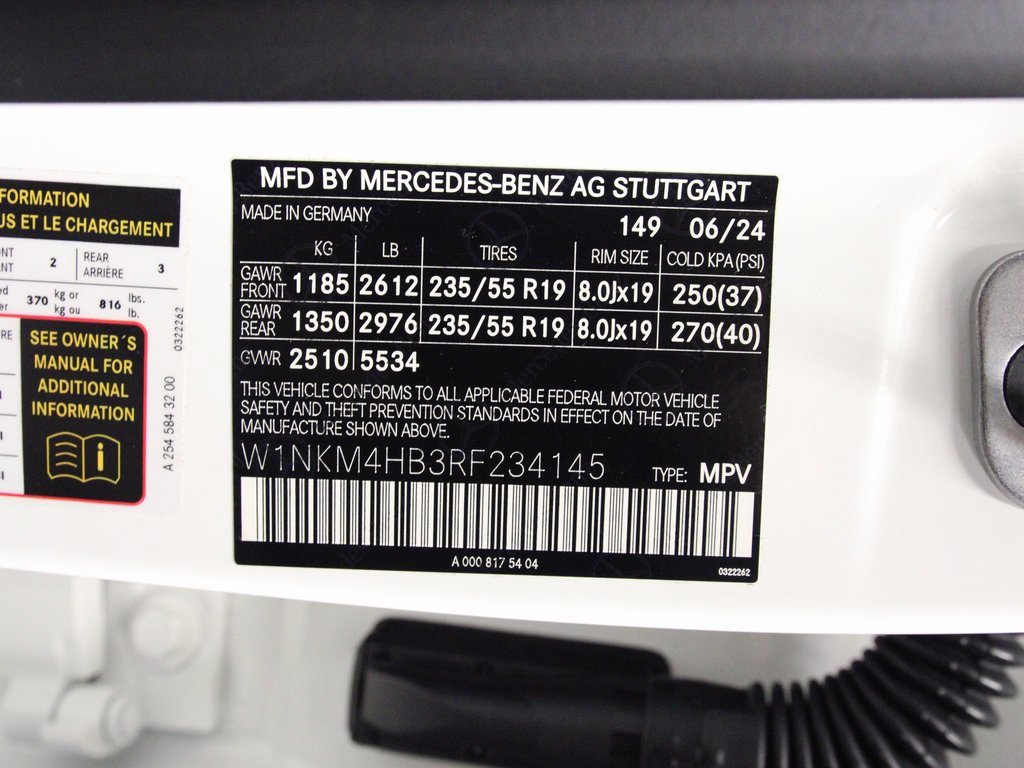 FORMATION
US ET LE CHARGEMENT
2
REAR
ARRIÈRE
3
370 kg or
kg ou
816 lbs.
lb.
0322262
SEE OWNER´S
MANUAL FOR
ADDITIONAL
INFORMATION
i
A 254 584 32 00
MFD BY MERCEDES-BENZ AG STUTTGART
MADE IN GERMANY
149 06/24
KG LB TIRES RIM SIZE COLD KPA (PSI)
GAWR
FRONT 1185 2612 235/55 R19 8.0Jx19 250(37)
GAWR
REAR 1350 2976 235/55 R19 8.0Jx19 270(40)
GVWR 2510 5534
THIS VEHICLE CONFORMS TO ALL APPLICABLE FEDERAL MOTOR VEHICLE
SAFETY AND THEFT PREVENTION STANDARDS IN EFFECT ON THE DATE OF
MANUFACTURE SHOWN ABOVE.
W1NKM4HB3RF234145 TYPE: MPV
A 000 817 54 04
0322262